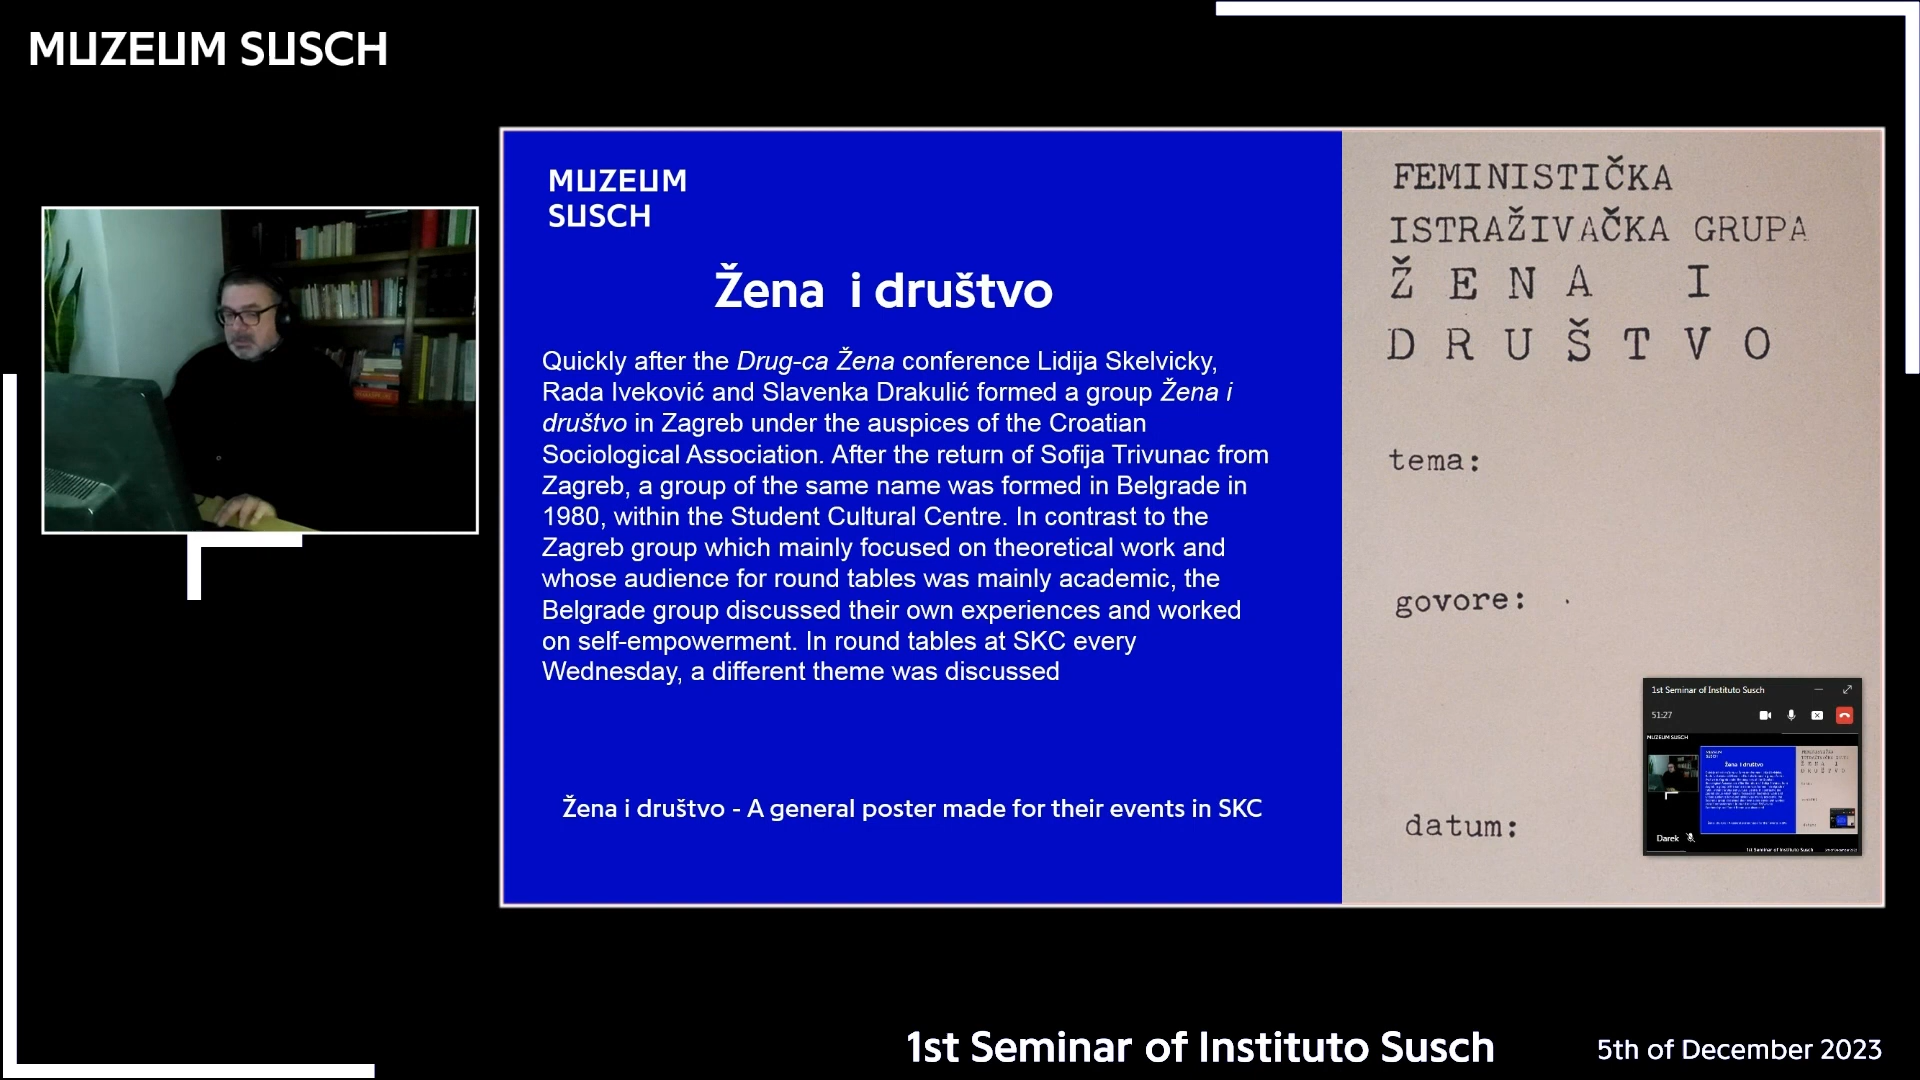 MUZEUM SUSCH
MUZEUM
SUSCH
Žena i društvo
Quickly after the Drug-ca Žena conference Lidija Skelvicky,
Rada Iveković and Slavenka Drakulić formed a group Žena i
društvo in Zagreb under the auspices of the Croatian
Sociological Association. After the return of Sofija Trivunac from
Zagreb, a group of the same name was formed in Belgrade in
1980, within the Student Cultural Centre. In contrast to the
Zagreb group which mainly focused on theoretical work and
whose audience for round tables was mainly academic, the
Belgrade group discussed their own experiences and worked
on self-empowerment. In round tables at SKC every
Wednesday, a different theme was discussed
Žena i društvo - A general poster made for their events in SKC
FEMINISTIČKA
ISTRAŽIVAČKA GRUPA
ŽENA I
DRUŠTVO
tema:
govore:
datum:
1st Seminar of Instituto Susch
51:27
MUZEUM SUSCH
Žena i društvo
Darek
1st Seminar of Instituto Susch
1st Seminar of Instituto Susch
5th of December 2023